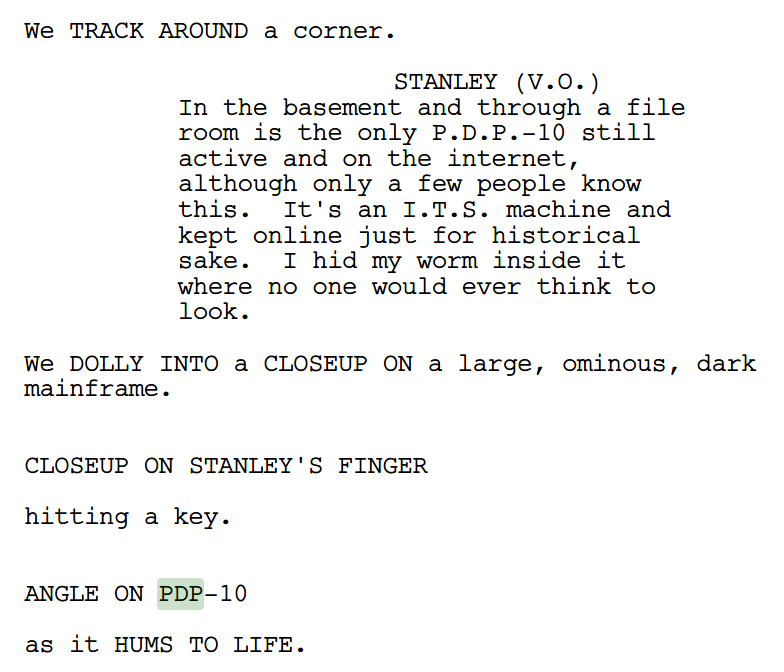 We TRACK AROUND a corner.
STANLEY (V.O.)
In the basement and through a file
room is the only P.D.P.-10 still
active and on the internet,
although only a few people know
this.  It's an I.T.S. machine and
kept online just for historical
sake.  I hid my worm inside it
where no one would ever think to
look.
We DOLLY INTO a CLOSEUP ON a large, ominous, dark
mainframe.
CLOSEUP ON STANLEY'S FINGER
hitting a key.
ANGLE ON PDP-10
as it HUMS TO LIFE.